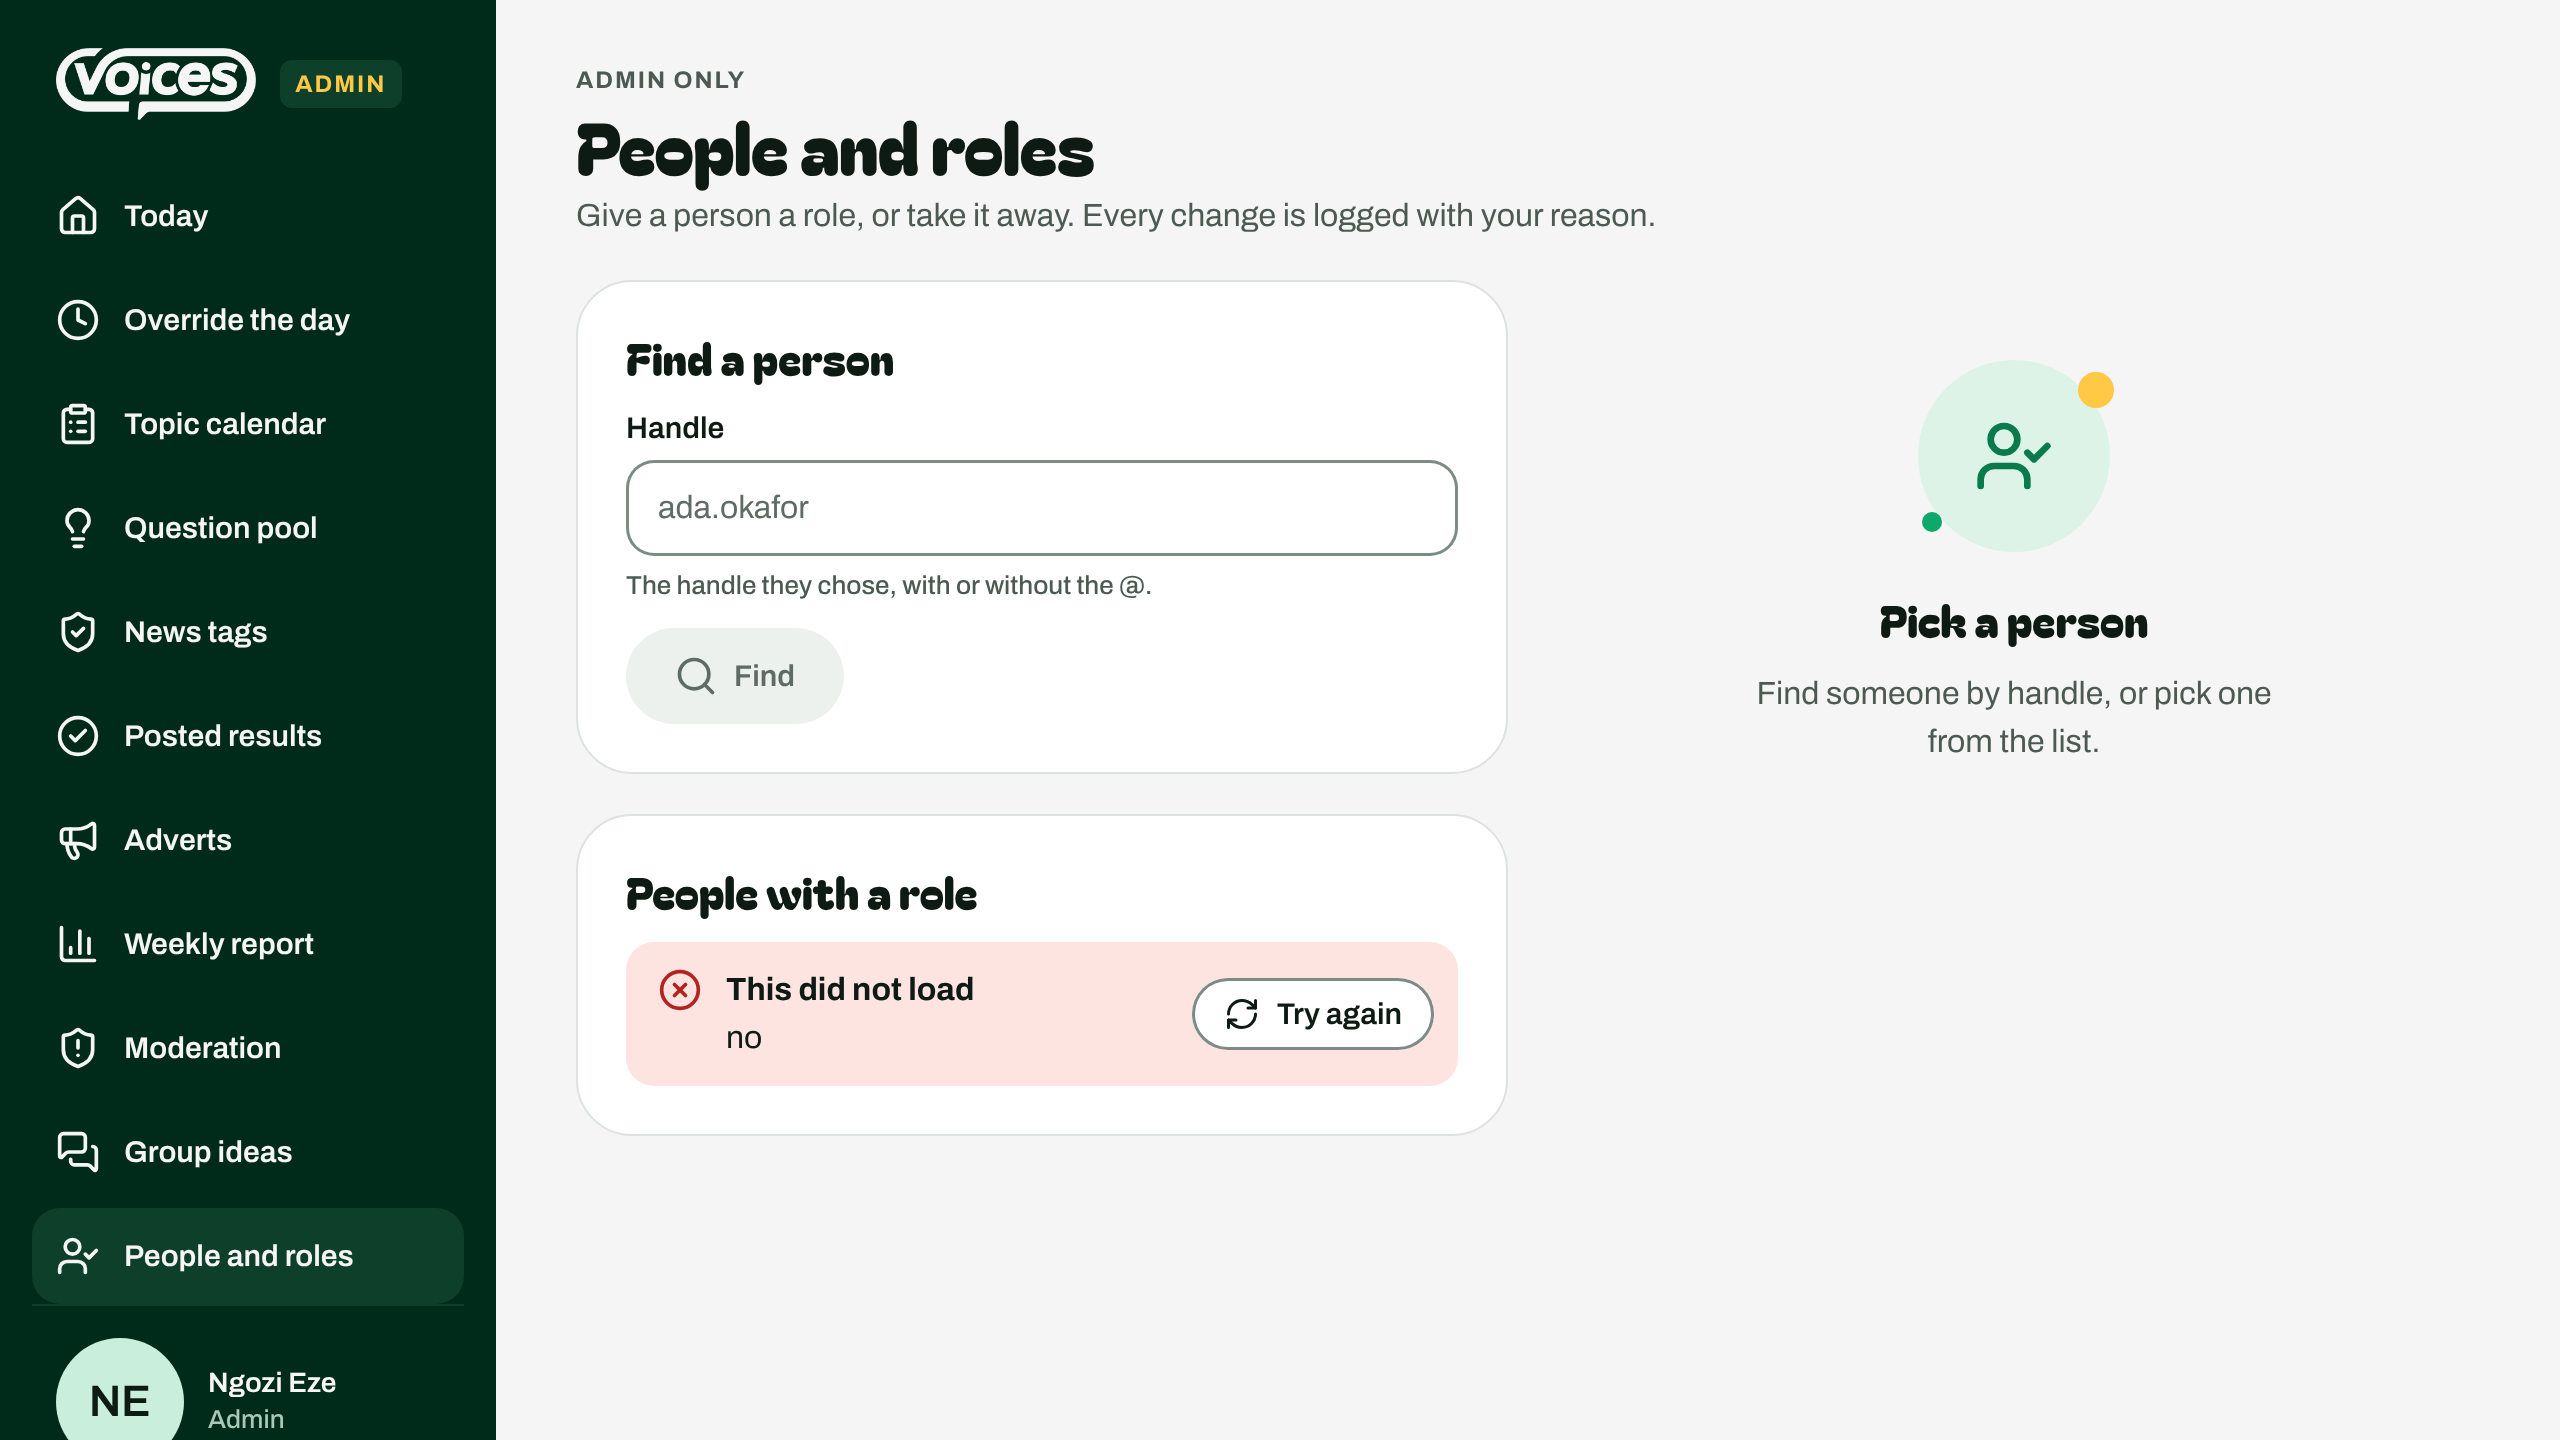 Voices
ADMIN
Today
Override the day
Topic calendar
Question pool
News tags
Posted results
Adverts
Weekly report
Moderation
Group ideas
People and roles
NE
Ngozi Eze
Admin
ADMIN ONLY
People and roles
Give a person a role, or take it away. Every change is logged with your reason.
Find a person
Handle
ada.okafor
The handle they chose, with or without the @.
Find
People with a role
This did not load
no
Try again
Pick a person
Find someone by handle, or pick one
from the list.